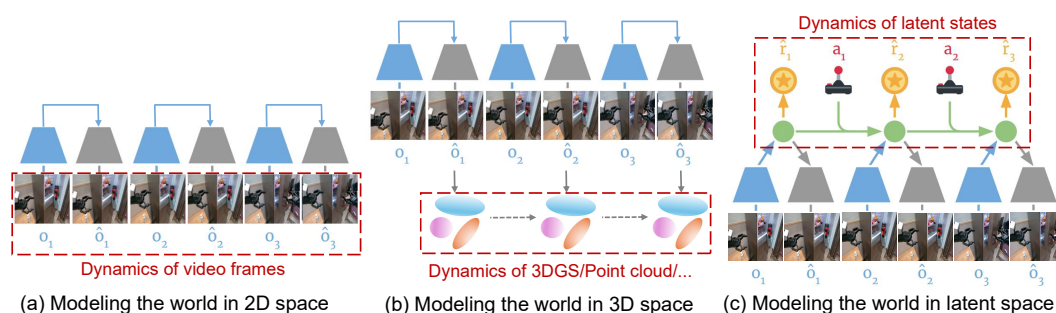 o₁ ô₁ o₂ ô₂ o₃ ô₃
Dynamics of video frames
(a) Modeling the world in 2D space
o₁ ô₁ o₂ ô₂ o₃ ô₃
Dynamics of 3DGS/Point cloud/...
(b) Modeling the world in 3D space
Dynamics of latent states
r̂₁ a₁ r̂₂ a₂ r̂₃
o₁ ô₁ o₂ ô₂ o₃ ô₃
(c) Modeling the world in latent space